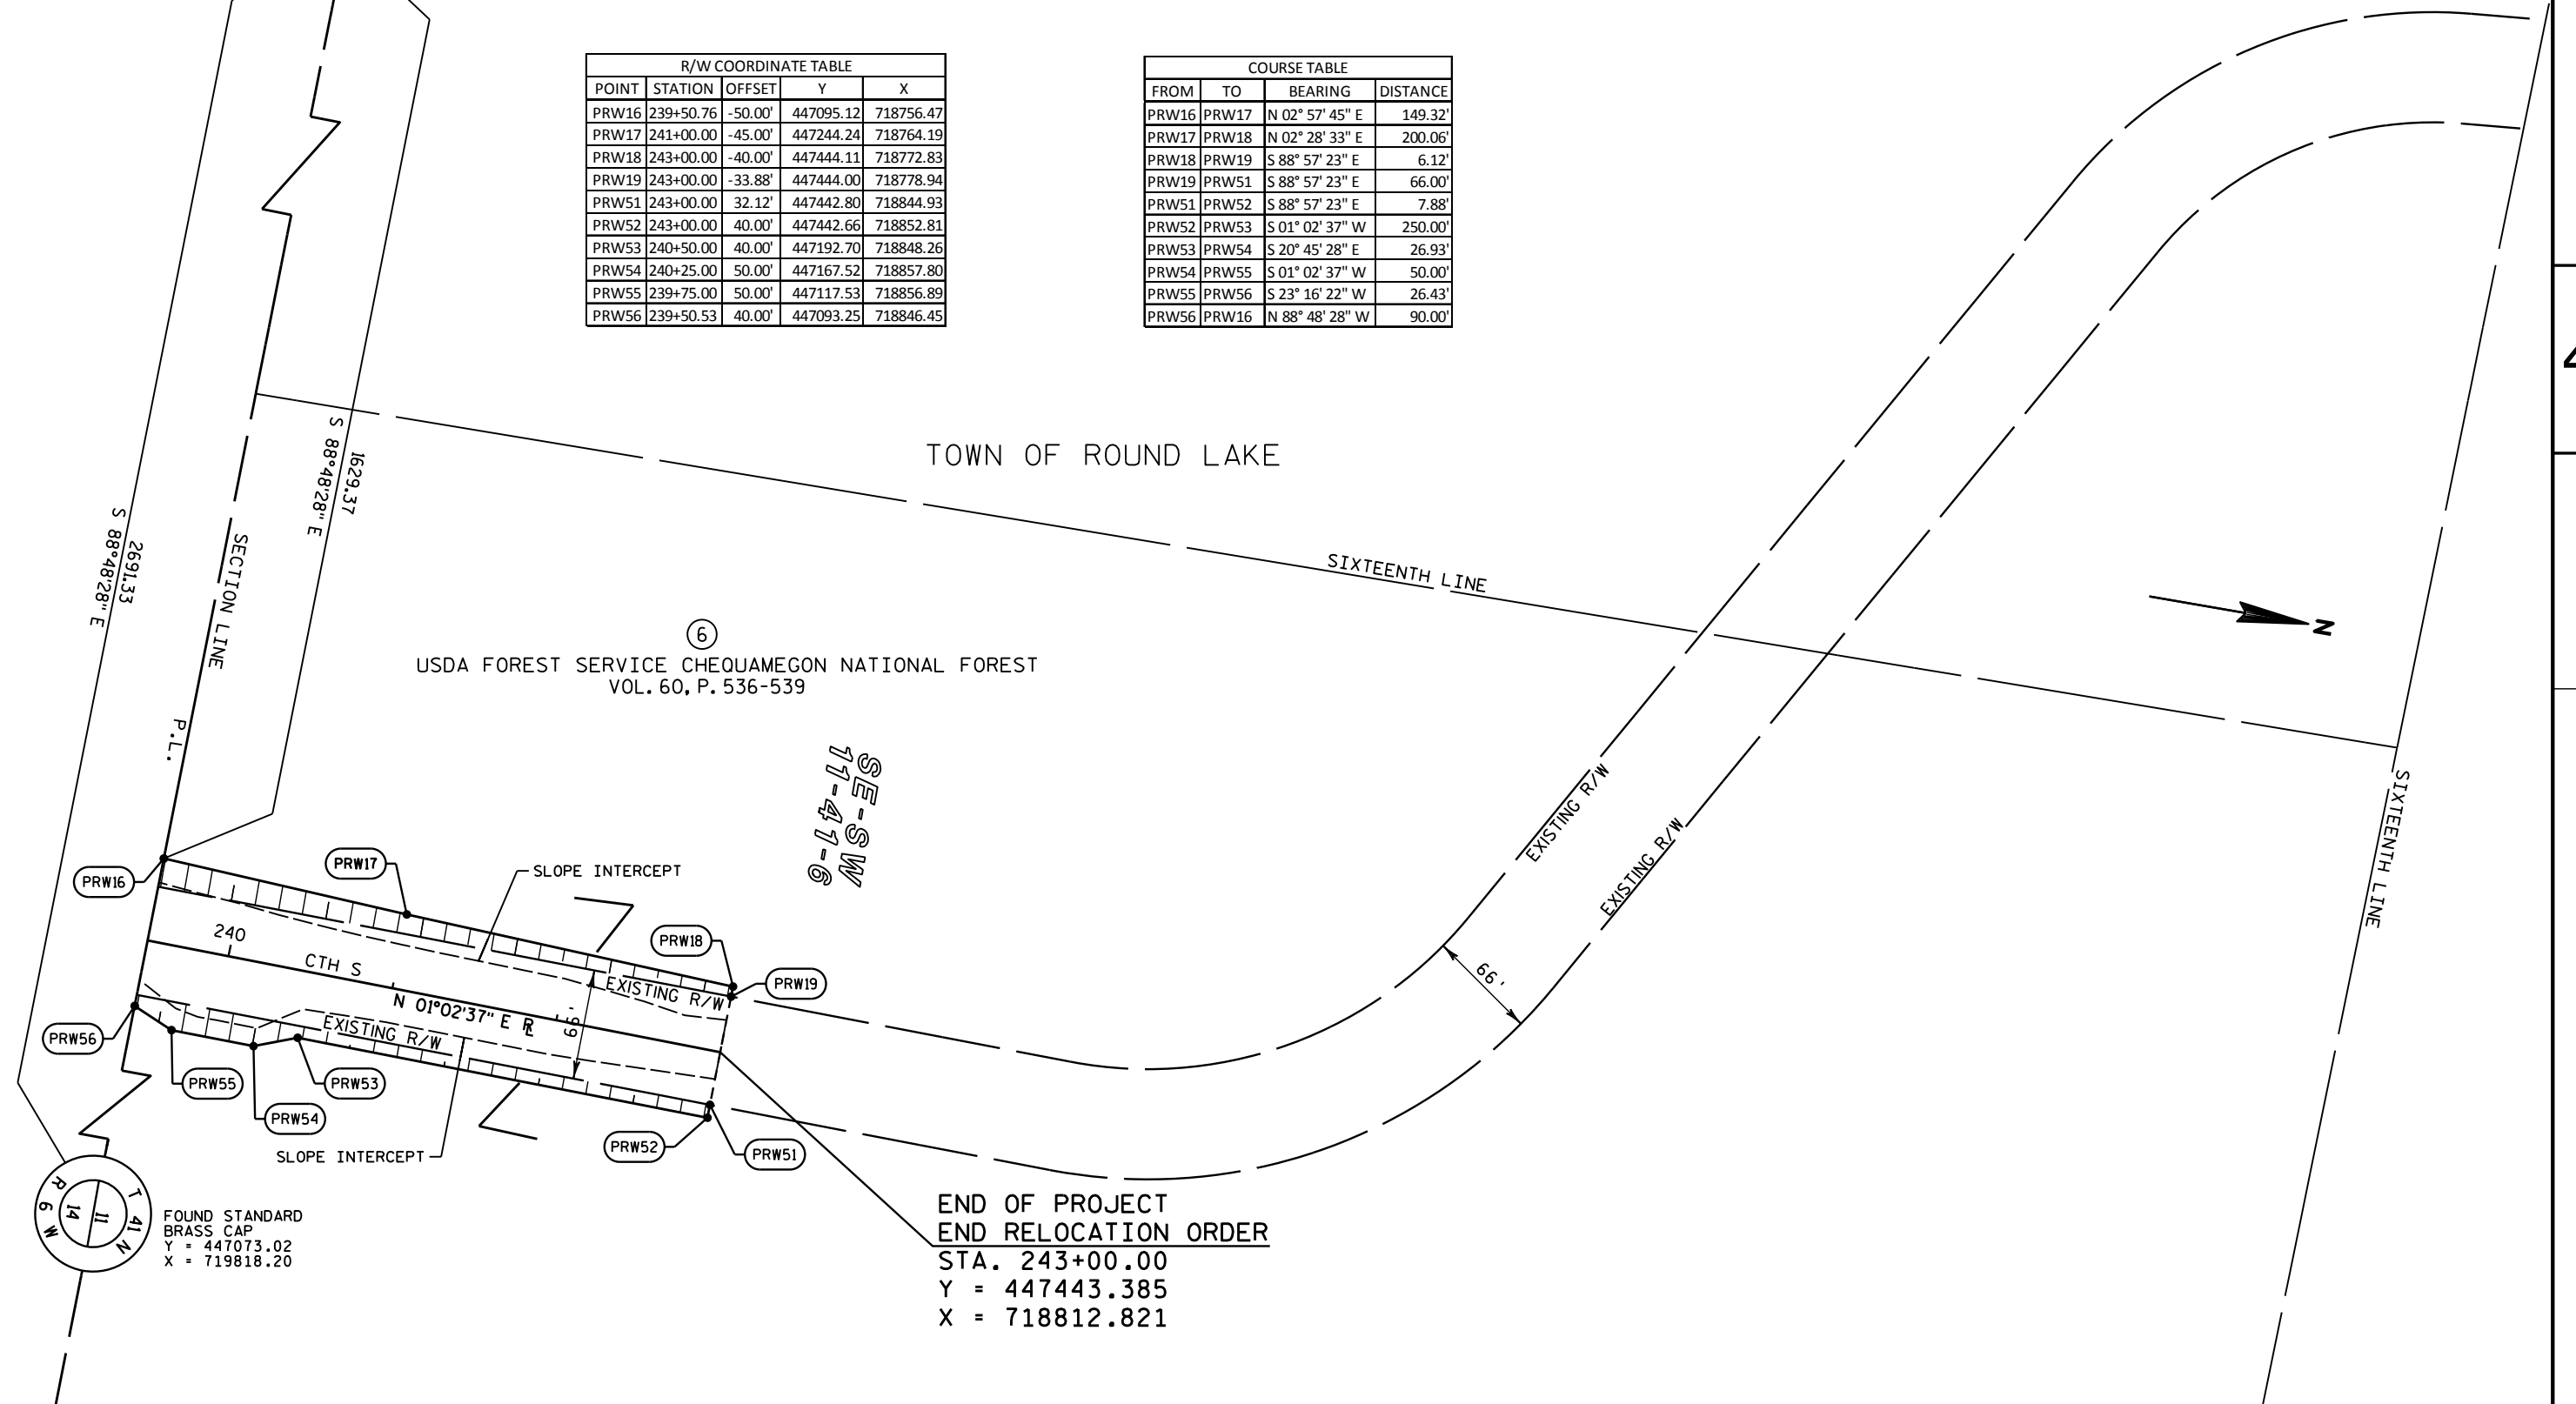 R/W COORDINATE TABLE
POINT STATION OFFSET Y X
PRW16 239+50.76 -50.00' 447095.12 718756.47
PRW17 241+00.00 -45.00' 447244.24 718764.19
PRW18 243+00.00 -40.00' 447444.11 718772.83
PRW19 243+00.00 -33.88' 447444.00 718778.94
PRW51 243+00.00 32.12' 447442.80 718844.93
PRW52 243+00.00 40.00' 447442.66 718852.81
PRW53 240+50.00 40.00' 447192.70 718848.26
PRW54 240+25.00 50.00' 447167.52 718857.80
PRW55 239+75.00 50.00' 447117.53 718856.89
PRW56 239+50.53 40.00' 447093.25 718846.45
COURSE TABLE
FROM TO BEARING DISTANCE
PRW16 PRW17 N 02° 57' 45" E 149.32'
PRW17 PRW18 N 02° 28' 33" E 200.06'
PRW18 PRW19 S 88° 57' 23" E 6.12'
PRW19 PRW51 S 88° 57' 23" E 66.00'
PRW51 PRW52 S 88° 57' 23" E 7.88'
PRW52 PRW53 S 01° 02' 37" W 250.00'
PRW53 PRW54 S 20° 45' 28" E 26.93'
PRW54 PRW55 S 01° 02' 37" W 50.00'
PRW55 PRW56 S 23° 16' 22" W 26.43'
PRW56 PRW16 N 88° 48' 28" W 90.00'
1629.37
S 88°48'28" E
2691.33
S 88°48'28" E
SECTION LINE
P.L.
TOWN OF ROUND LAKE
SIXTEENTH LINE
N
6
USDA FOREST SERVICE CHEQUAMEGON NATIONAL FOREST
VOL. 60, P. 536-539
SE-SW
11-41-6
EXISTING R/W
EXISTING R/W
SIXTEENTH LINE
66'
PRW16
PRW17
SLOPE INTERCEPT
PRW18
PRW19
240
CTH S
N 01°02'37" E
EXISTING R/W
EXISTING R/W
66'
PRW56
PRW55
PRW53
PRW54
PRW52
PRW51
SLOPE INTERCEPT
T 41 N
R 6 W
11
14
FOUND STANDARD
BRASS CAP
Y = 447073.02
X = 719818.20
END OF PROJECT
END RELOCATION ORDER
STA. 243+00.00
Y = 447443.385
X = 718812.821